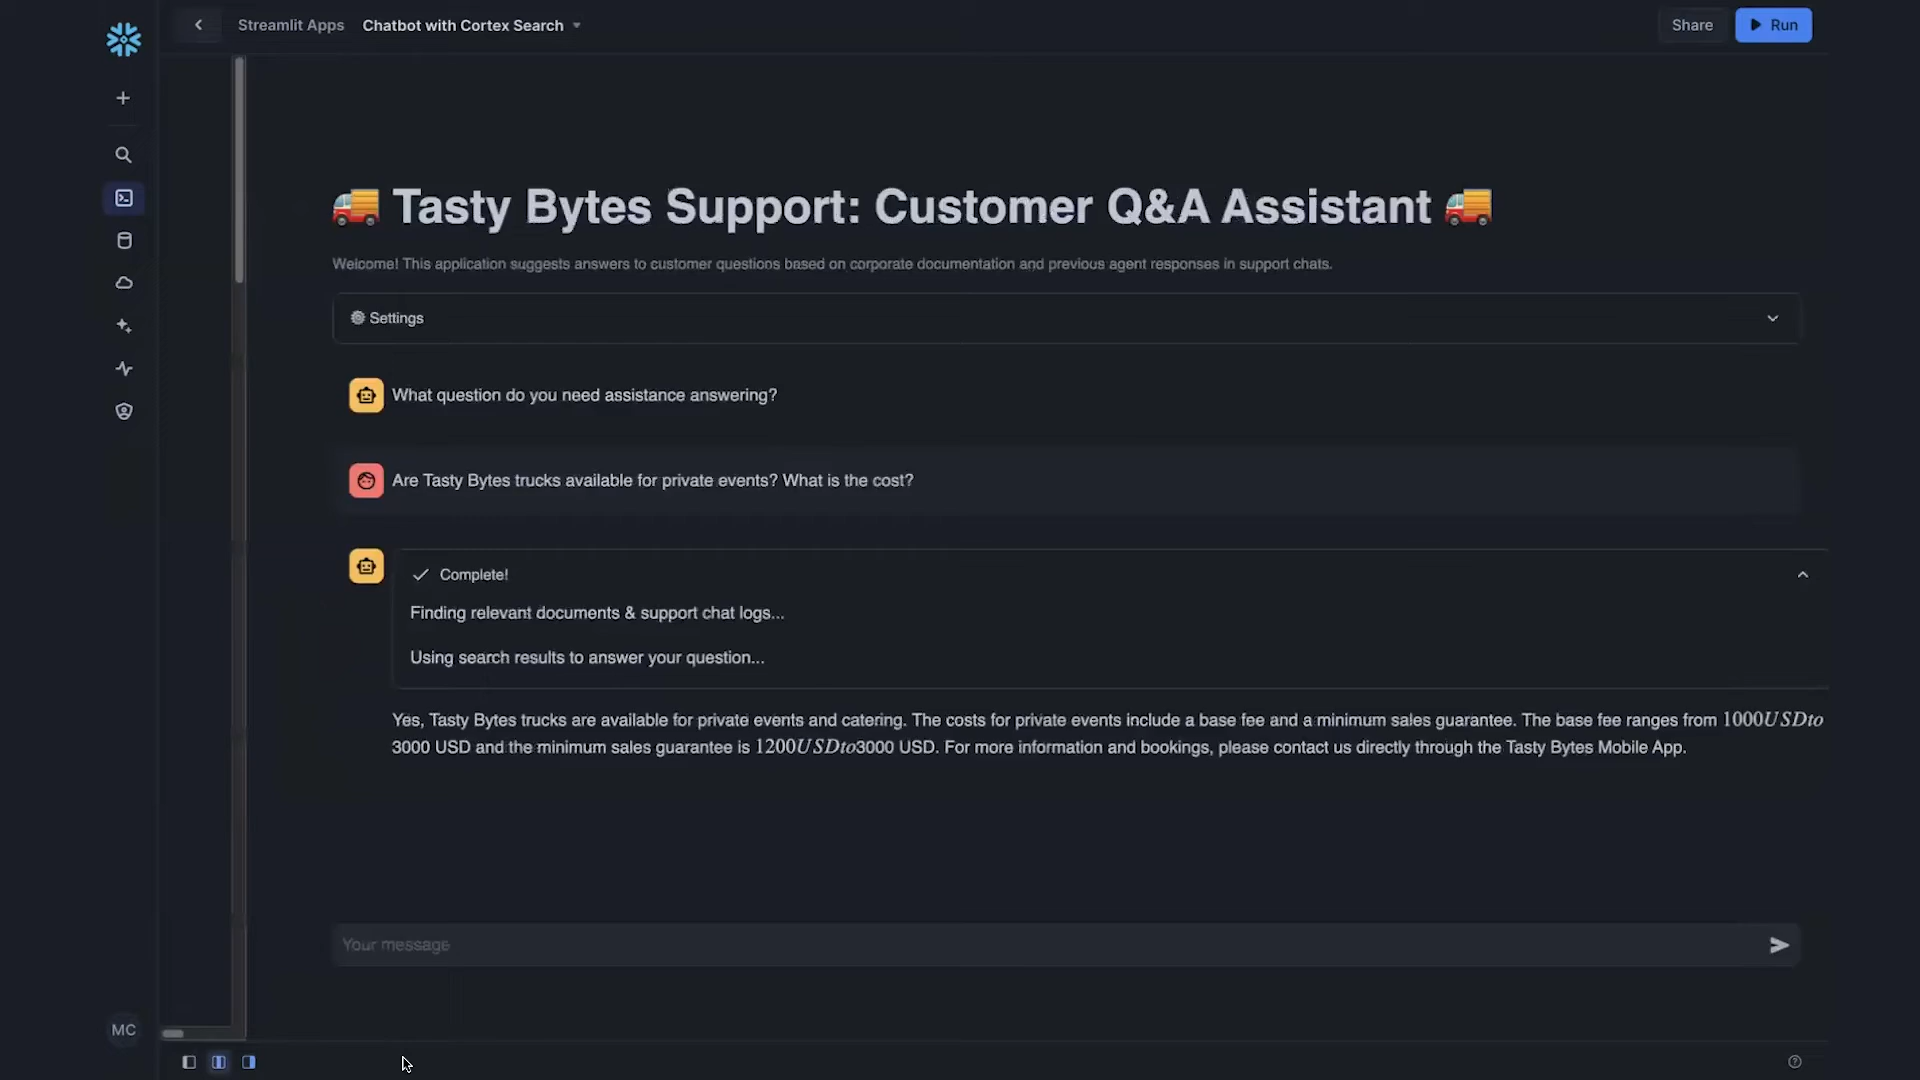 Streamlit Apps
Chatbot with Cortex Search
Share
Run
Tasty Bytes Support: Customer Q&A Assistant
Welcome! This application suggests answers to customer questions based on corporate documentation and previous agent responses in support chats.
Settings
What question do you need assistance answering?
Are Tasty Bytes trucks available for private events? What is the cost?
Complete!
Finding relevant documents & support chat logs...
Using search results to answer your question...
Yes, Tasty Bytes trucks are available for private events and catering. The costs for private events include a base fee and a minimum sales guarantee. The base fee ranges from 1000USDto
3000 USD and the minimum sales guarantee is 1200USDto3000 USD. For more information and bookings, please contact us directly through the Tasty Bytes Mobile App.
Your message
MC